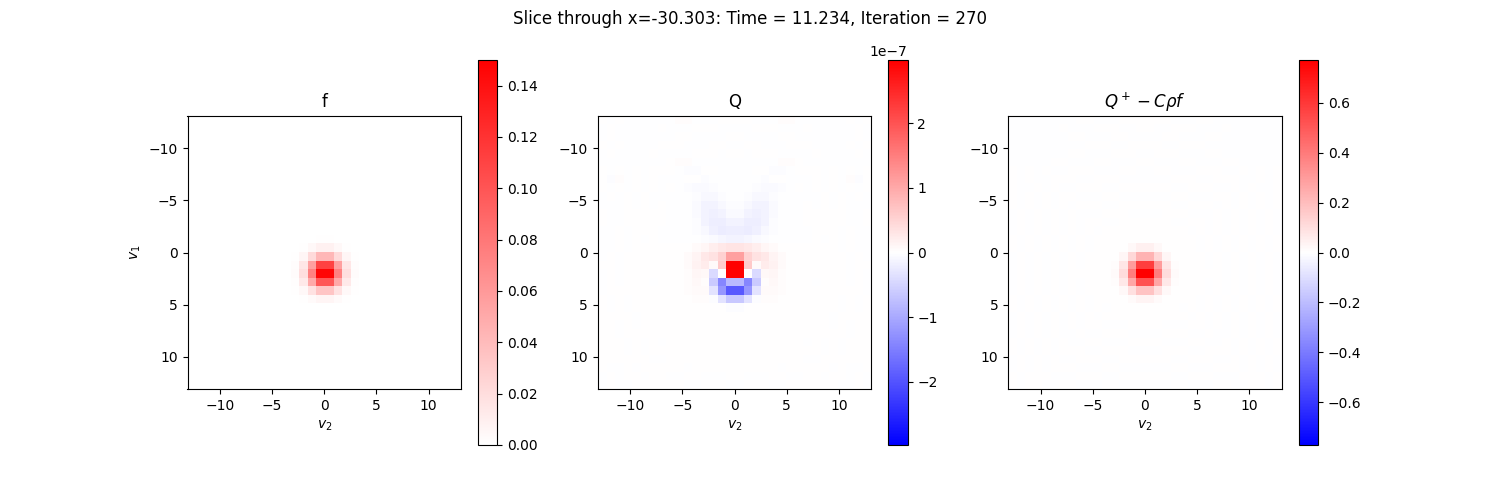 Slice through x=-30.303: Time = 11.234, Iteration = 270
f
v₁
−10
−5
0
5
10
−10 −5 0 5 10
v₂
0.14
0.12
0.10
0.08
0.06
0.04
0.02
0.00
Q
−10
−5
0
5
10
−10 −5 0 5 10
v₂
1e−7
2
1
0
−1
−2
Q⁺ − Cρf
−10
−5
0
5
10
−10 −5 0 5 10
v₂
0.6
0.4
0.2
0.0
−0.2
−0.4
−0.6